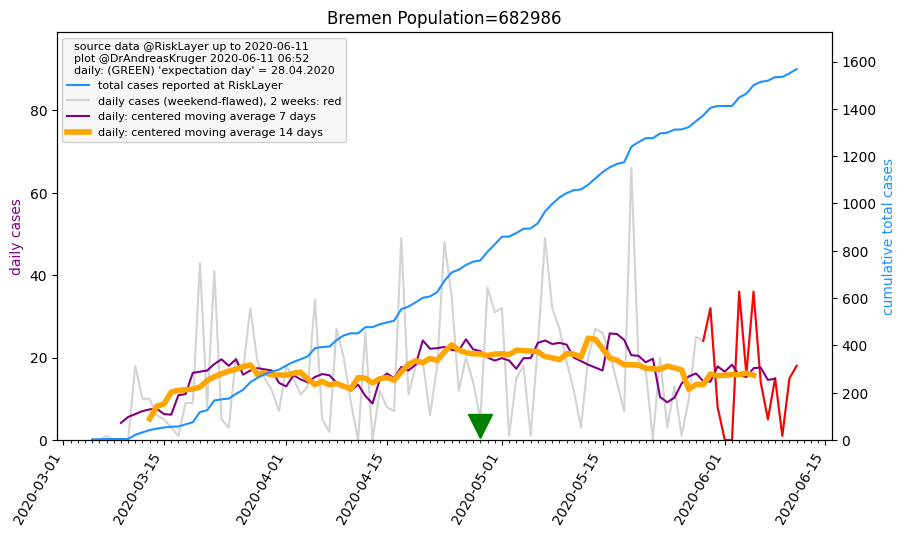 Bremen Population=682986
source data @RiskLayer up to 2020-06-11
plot @DrAndreasKruger 2020-06-11 06:52
daily: (GREEN) 'expectation day' = 28.04.2020
total cases reported at RiskLayer
daily cases (weekend-flawed), 2 weeks: red
daily: centered moving average 7 days
daily: centered moving average 14 days
daily cases
80
60
40
20
0
1600
1400
1200
1000
800
600
400
200
0
cumulative total cases
2020-03-01
2020-03-15
2020-04-01
2020-04-15
2020-05-01
2020-05-15
2020-06-01
2020-06-15